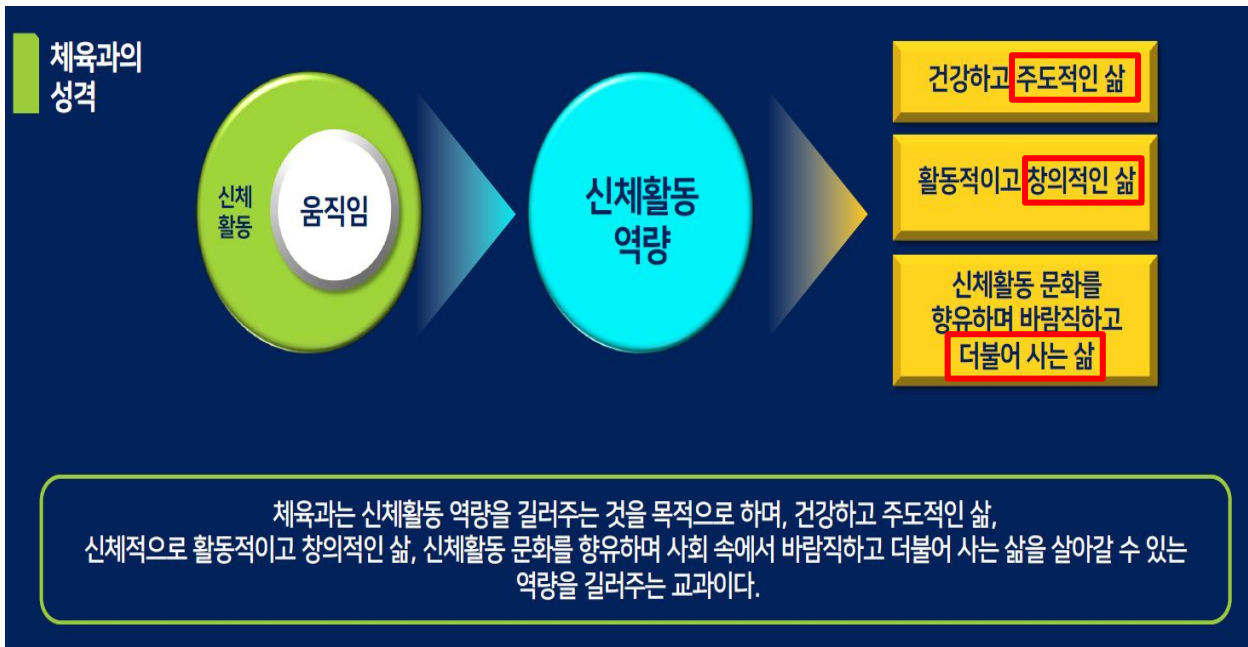 체육과의
성격
신체
활동
움직임
신체활동
역량
건강하고 주도적인 삶
활동적이고 창의적인 삶
신체활동 문화를
향유하며 바람직하고
더불어 사는 삶
체육과는 신체활동 역량을 길러주는 것을 목적으로 하며, 건강하고 주도적인 삶,
신체적으로 활동적이고 창의적인 삶, 신체활동 문화를 향유하며 사회 속에서 바람직하고 더불어 사는 삶을 살아갈 수 있는
역량을 길러주는 교과이다.